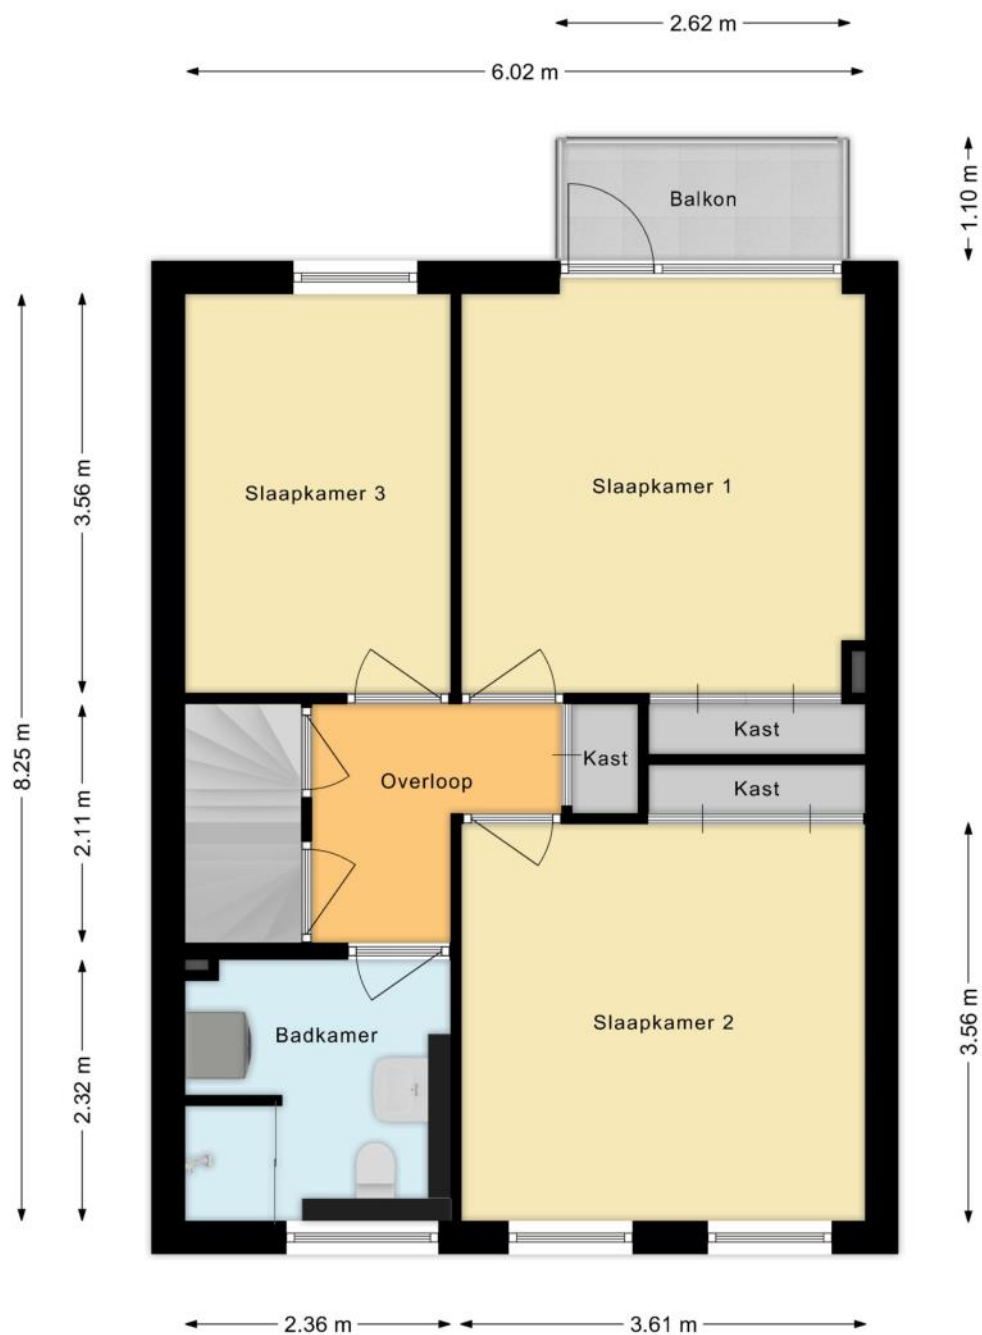 2.62 m
6.02 m
1.10 m
Balkon
3.56 m
Slaapkamer 3
Slaapkamer 1
8.25 m
Kast
Kast
Overloop
Kast
2.11 m
Slaapkamer 2
Badkamer
3.56 m
2.32 m
2.36 m
3.61 m